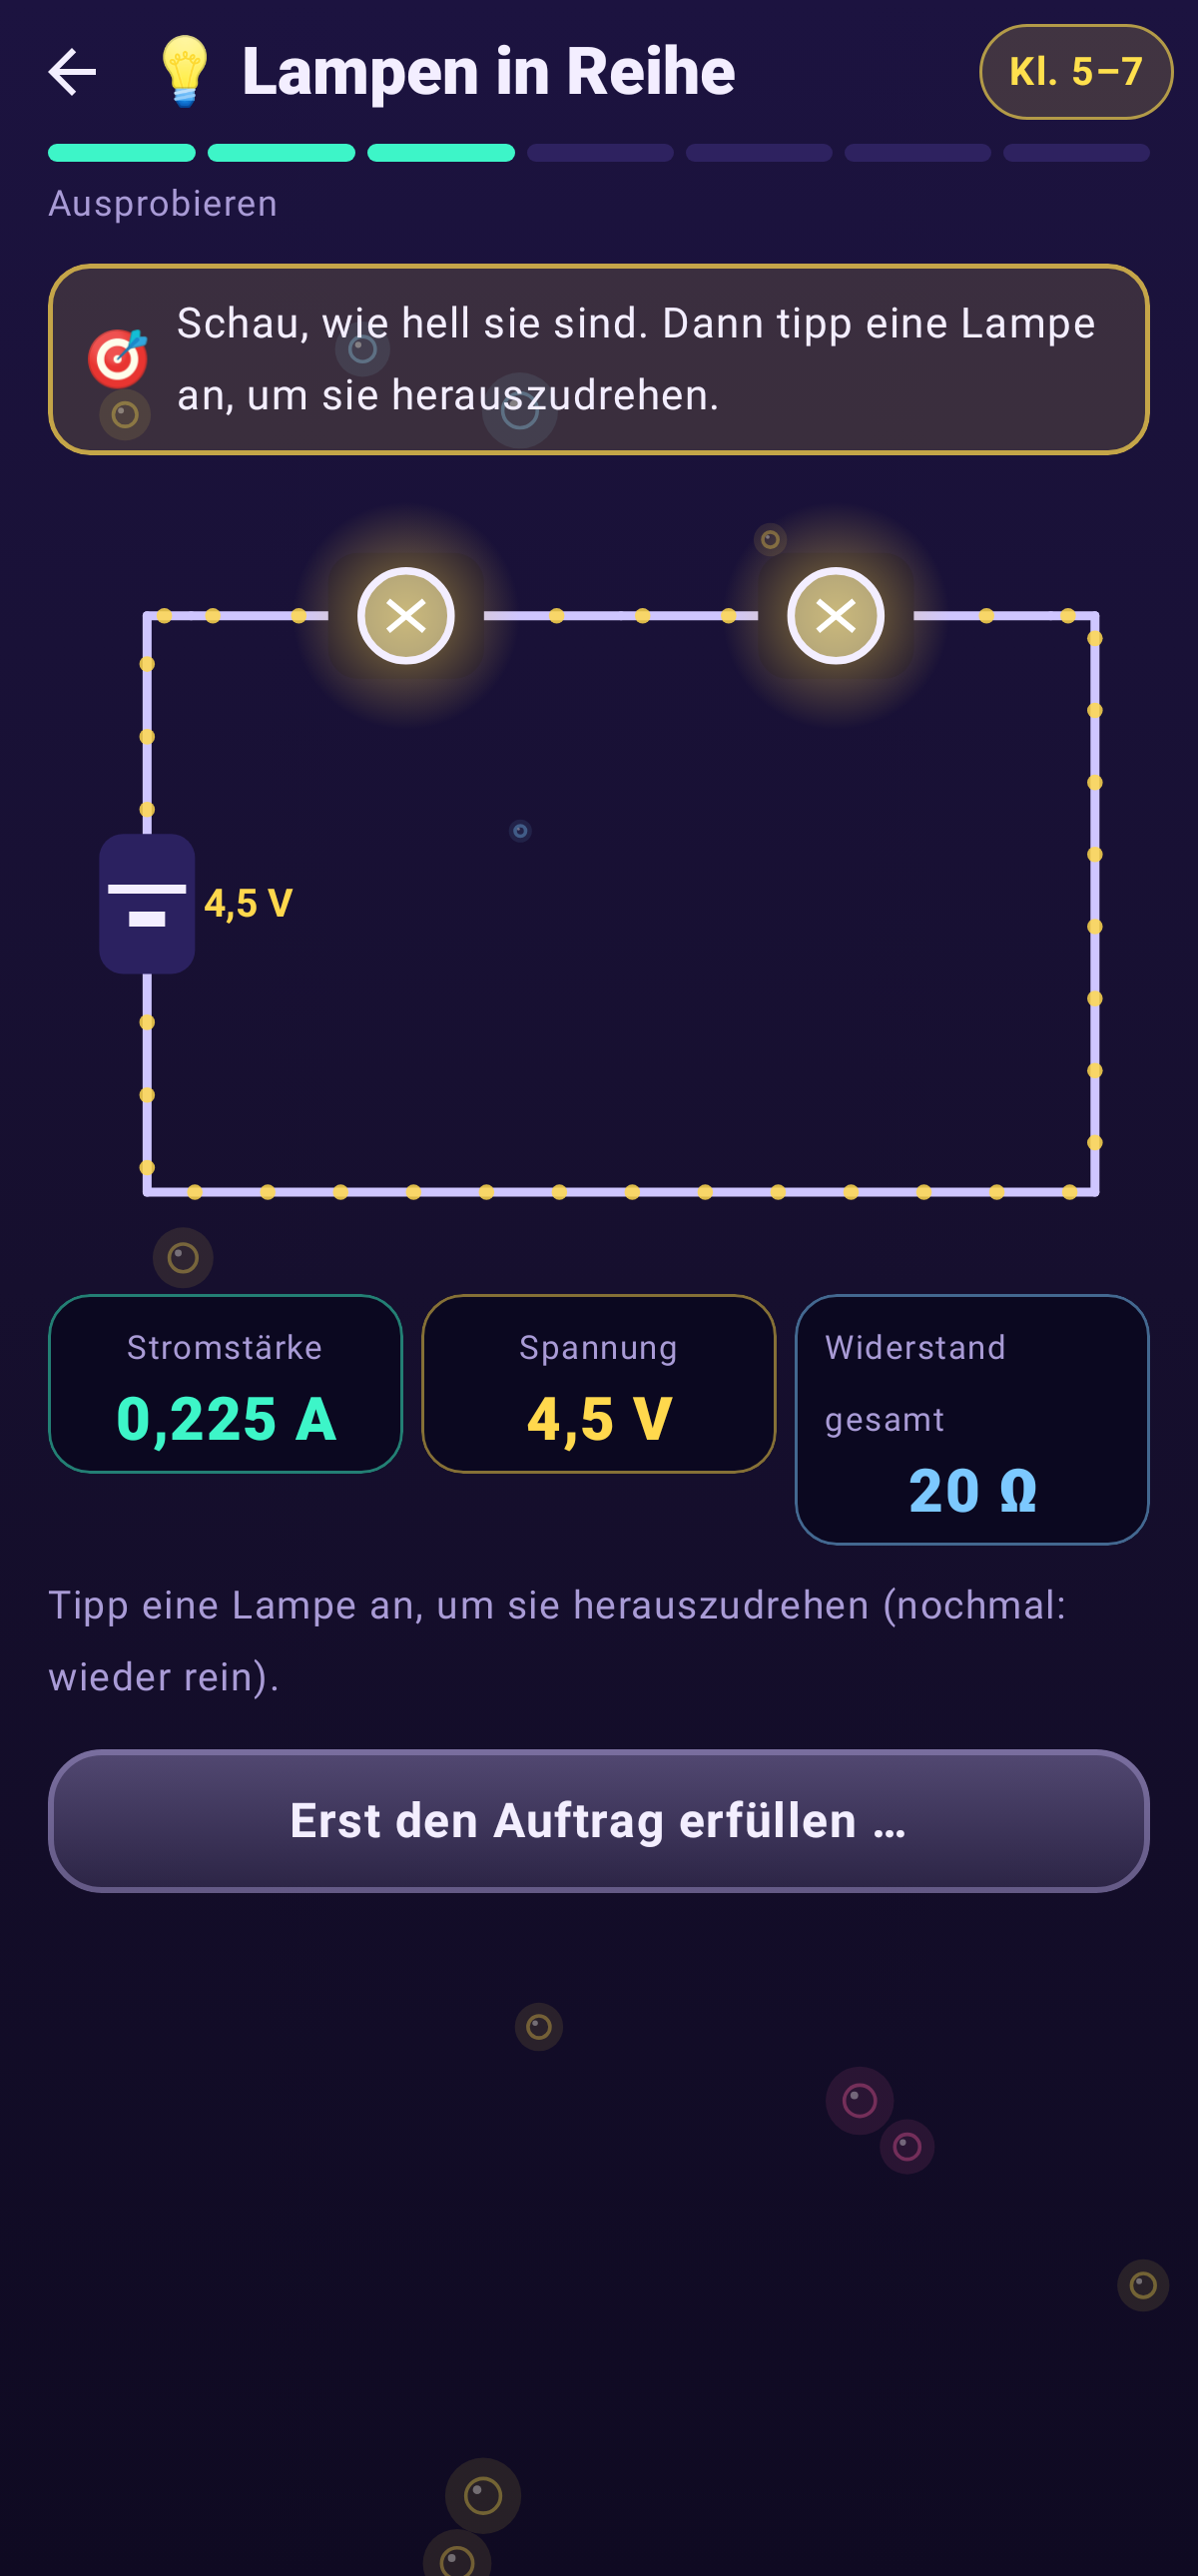 Lampen in Reihe
Kl. 5–7
Ausprobieren
Schau, wie hell sie sind. Dann tipp eine Lampe
an, um sie herauszudrehen.
4,5 V
Stromstärke
0,225 A
Spannung
4,5 V
Widerstand
gesamt
20 Ω
Tipp eine Lampe an, um sie herauszudrehen (nochmal:
wieder rein).
Erst den Auftrag erfüllen …